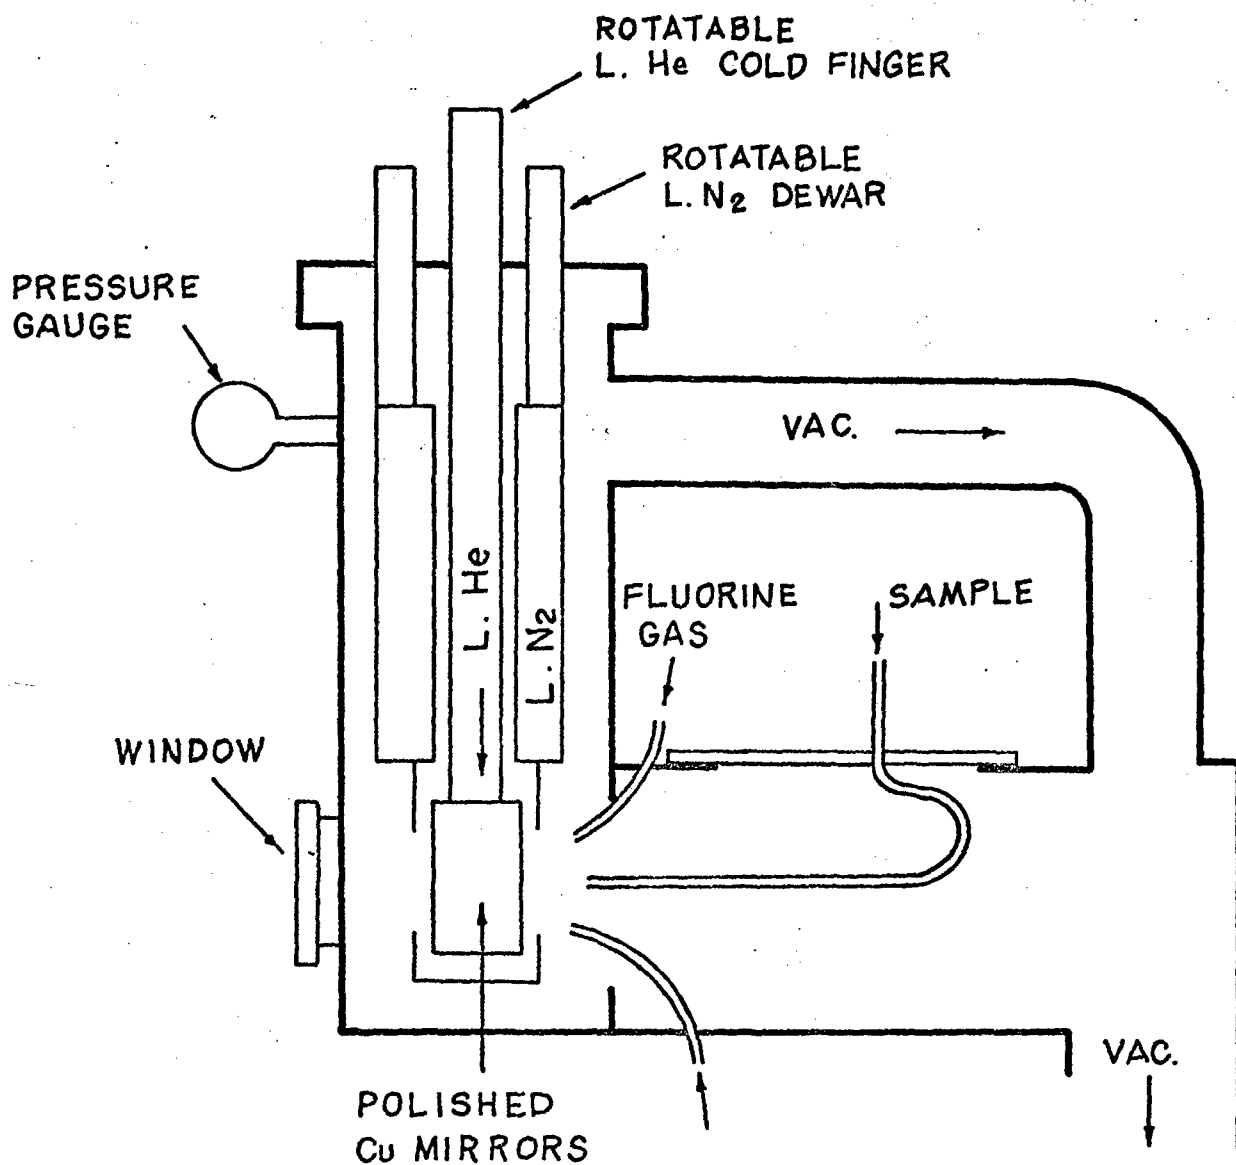 ROTATABLE
L. He COLD FINGER
ROTATABLE
L. N2 DEWAR
PRESSURE
GAUGE
VAC.
L. He
L. N2
FLUORINE
GAS
SAMPLE
WINDOW
VAC.
POLISHED
Cu MIRRORS